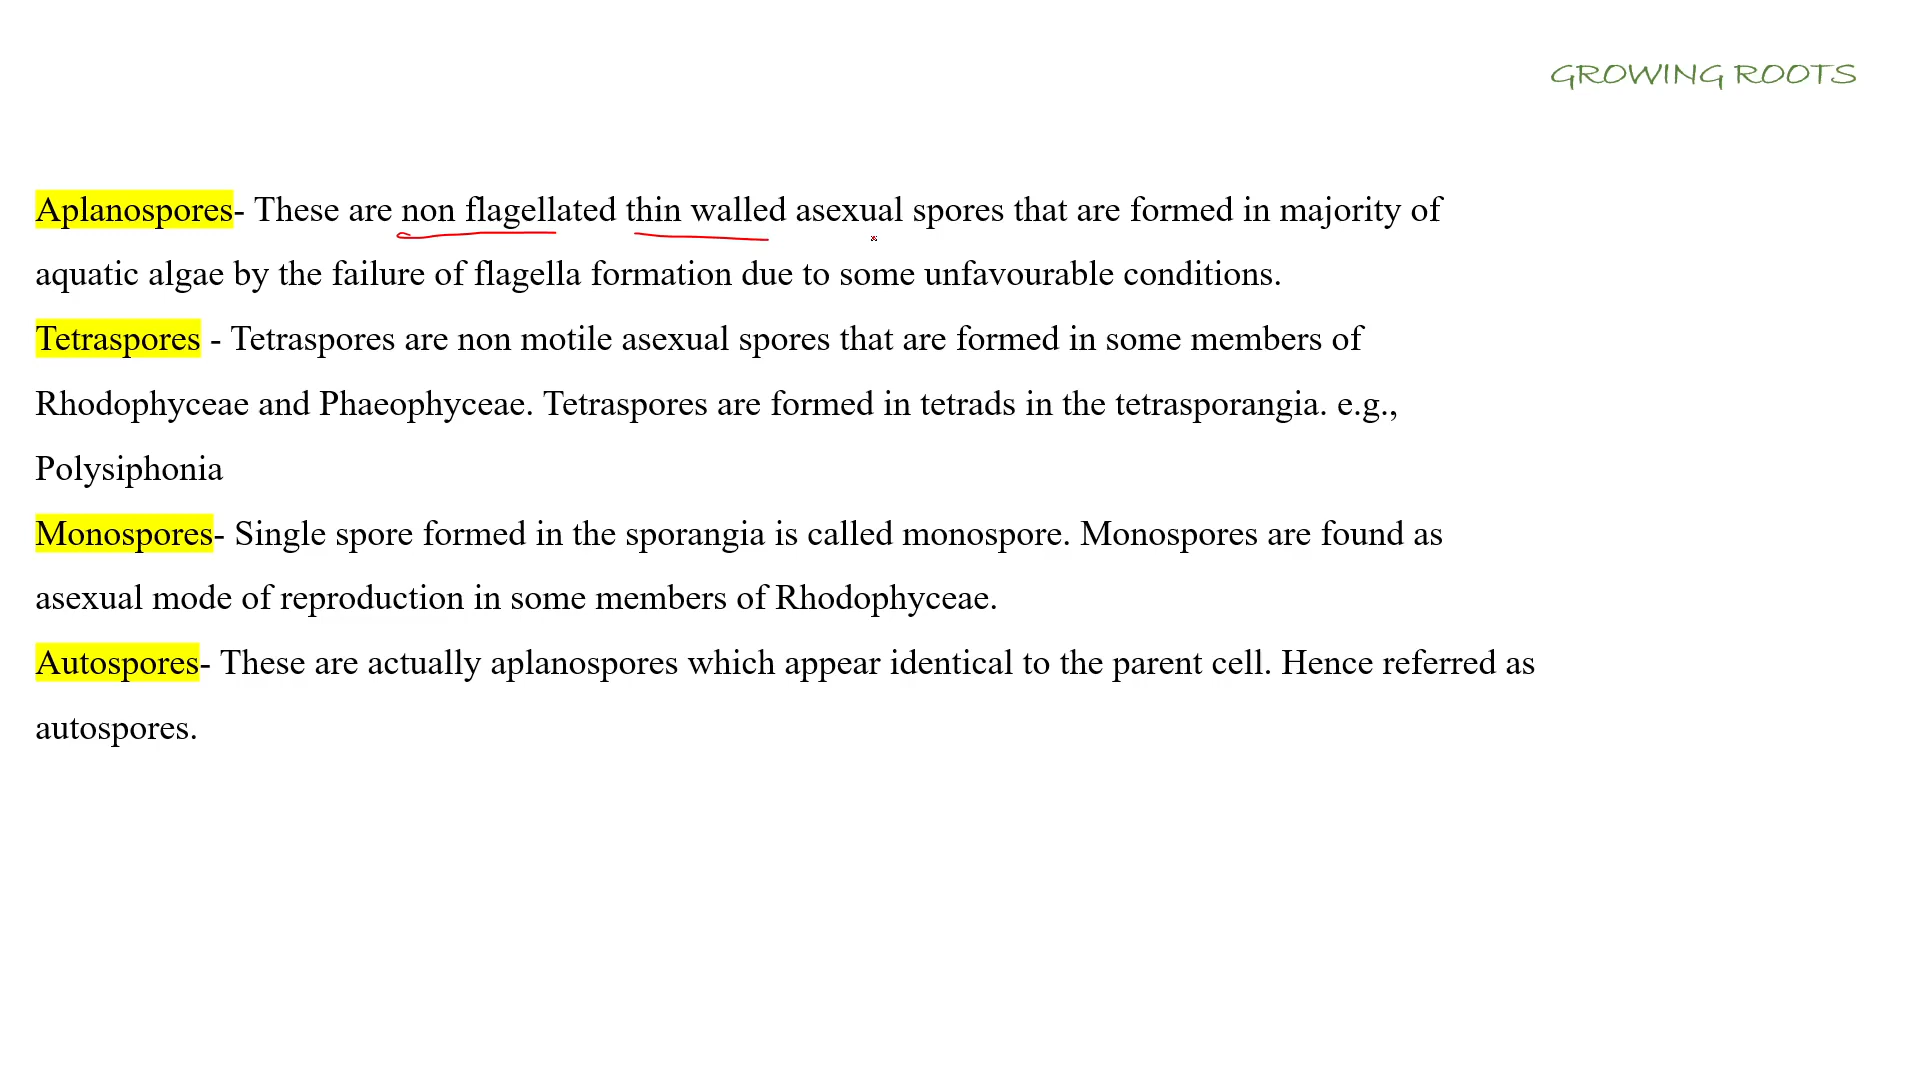 GROWING ROOTS
Aplanospores- These are non flagellated thin walled asexual spores that are formed in majority of
aquatic algae by the failure of flagella formation due to some unfavourable conditions.
Tetraspores - Tetraspores are non motile asexual spores that are formed in some members of
Rhodophyceae and Phaeophyceae. Tetraspores are formed in tetrads in the tetrasporangia. e.g.,
Polysiphonia
Monospores- Single spore formed in the sporangia is called monospore. Monospores are found as
asexual mode of reproduction in some members of Rhodophyceae.
Autospores- These are actually aplanospores which appear identical to the parent cell. Hence referred as
autospores.